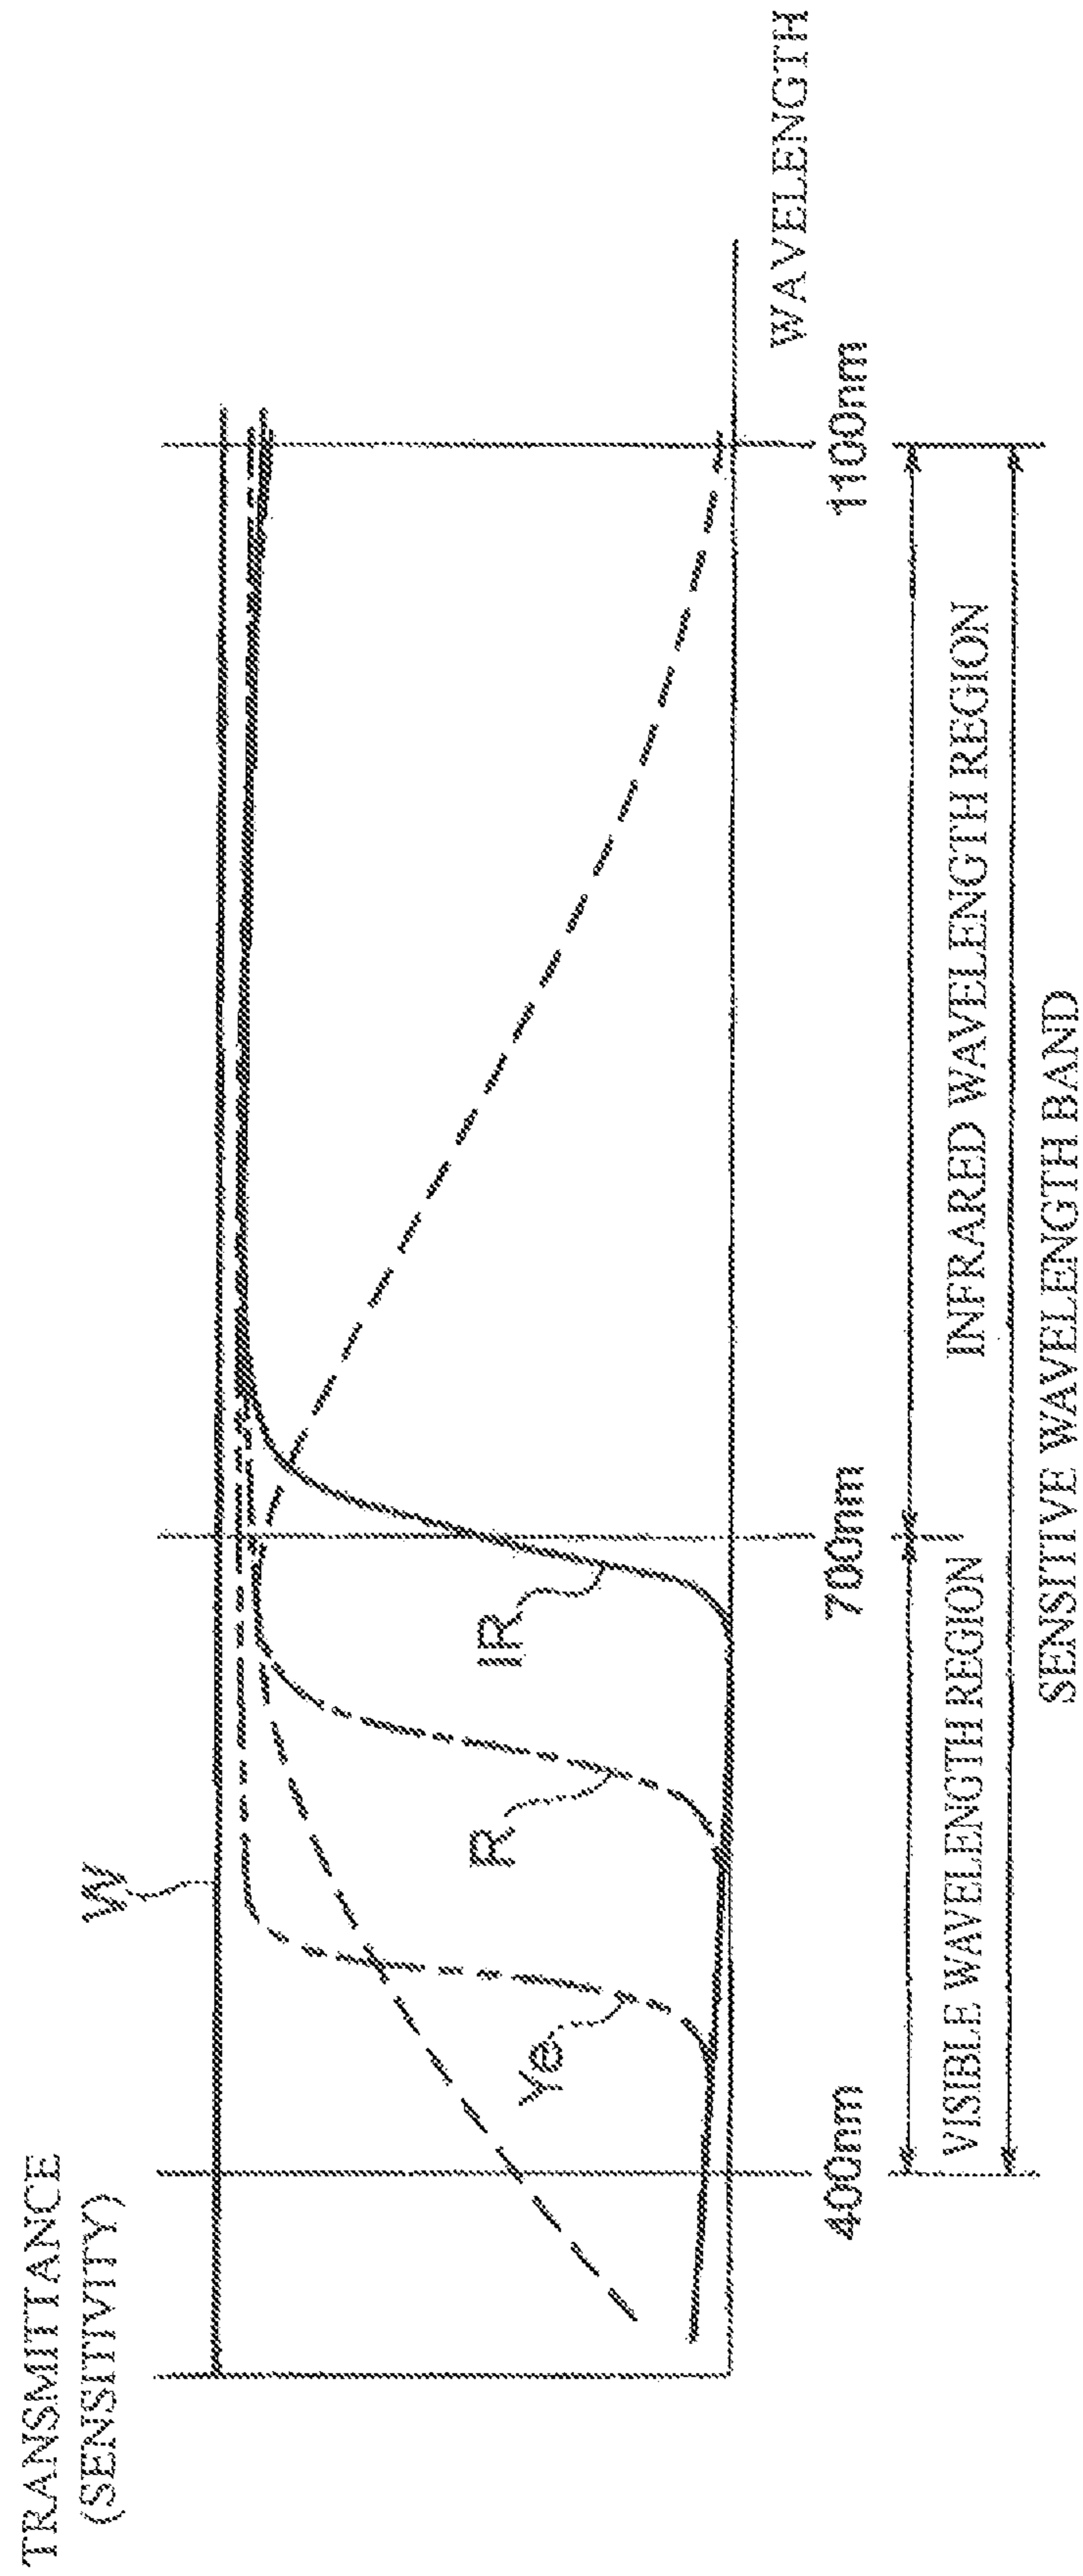 TRANSMITTANCE
(SENSITIVITY)
W
Ye
R
IR
400nm
700nm
1100nm
WAVELENGTH
VISIBLE WAVELENGTH REGION
INFRARED WAVELENGTH REGION
SENSITIVE WAVELENGTH BAND